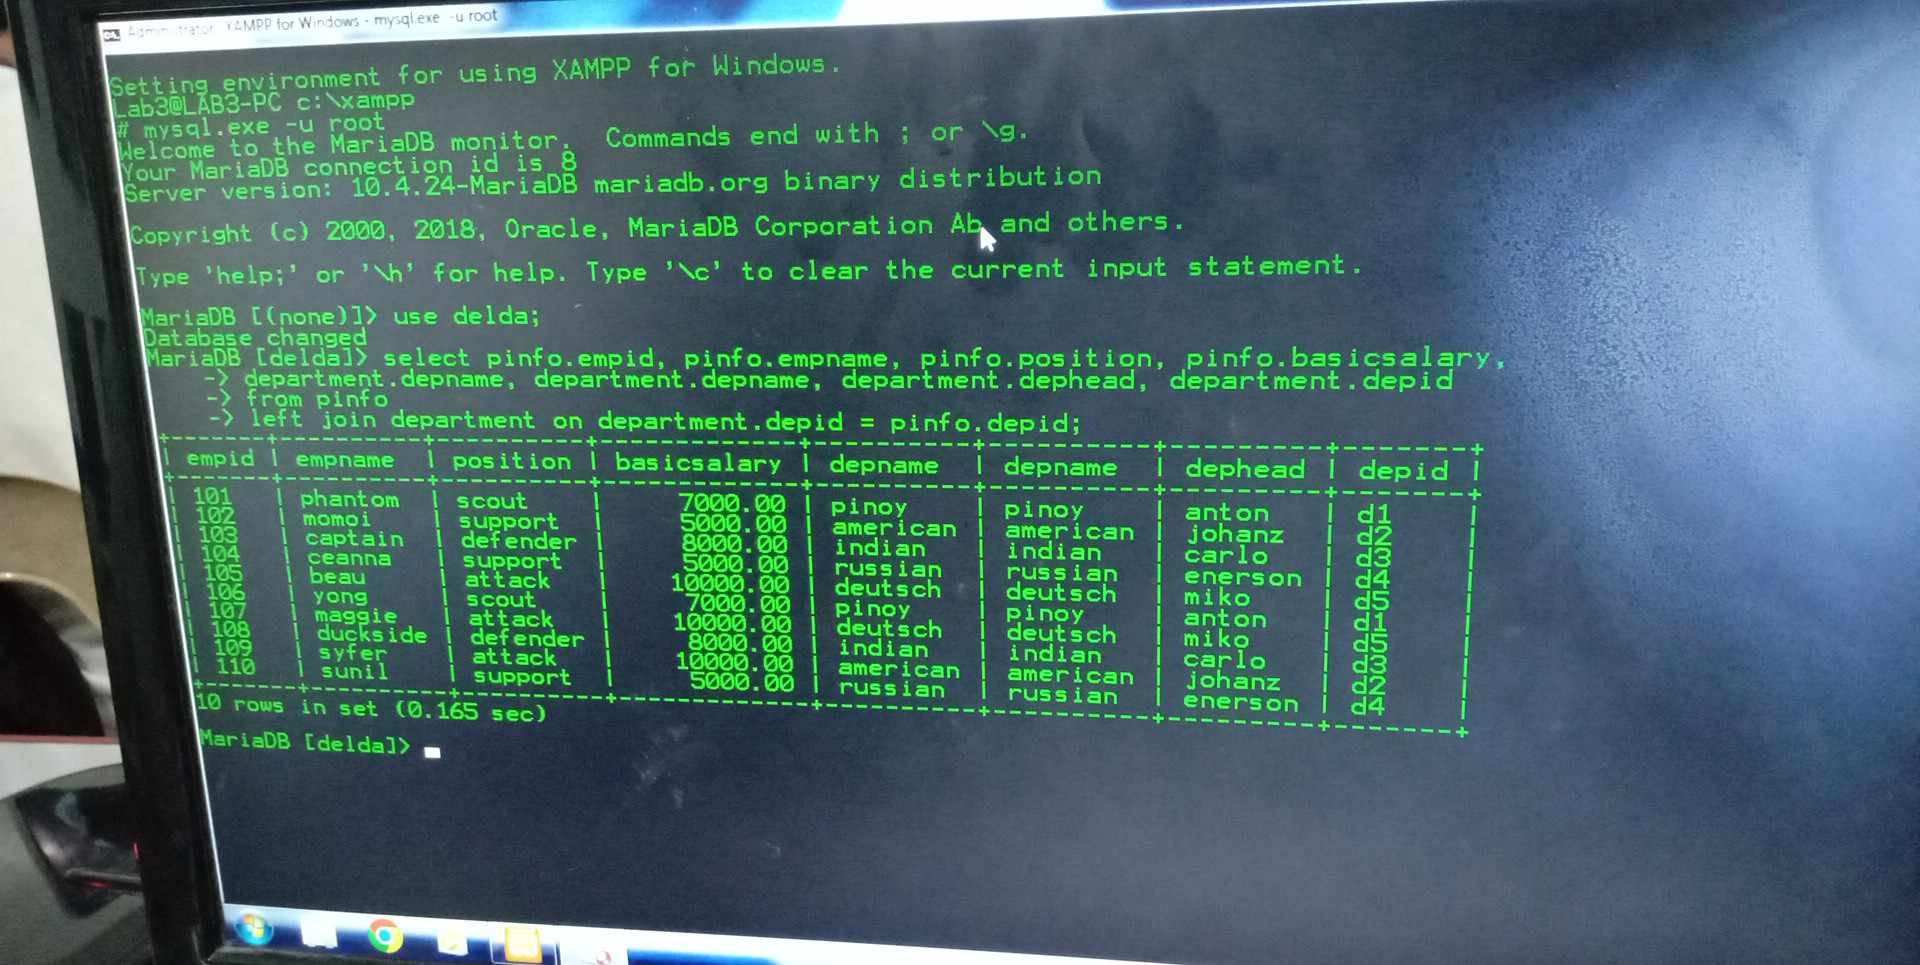 Administrator: XAMPP for Windows - mysql.exe -u root
Setting environment for using XAMPP for Windows.
Lab3@LAB3-PC c:\xampp
# mysql.exe -u root
Welcome to the MariaDB monitor.  Commands end with ; or \g.
Your MariaDB connection id is 8
Server version: 10.4.24-MariaDB mariadb.org binary distribution
Copyright (c) 2000, 2018, Oracle, MariaDB Corporation Ab and others.
Type 'help;' or '\h' for help. Type '\c' to clear the current input statement.
MariaDB [(none)]> use delda;
Database changed
MariaDB [delda]> select pinfo.empid, pinfo.empname, pinfo.position, pinfo.basicsalary,
-> department.depname, department.depname, department.dephead, department.depid
-> from pinfo
-> left join department on department.depid = pinfo.depid;
| empid | empname | position | basicsalary | depname | depname | dephead | depid |
| 101 | phantom | scout | 7000.00 | pinoy | pinoy | anton | d1 |
| 102 | momoi | support | 5000.00 | american | american | johanz | d2 |
| 103 | captain | defender | 8000.00 | indian | indian | carlo | d3 |
| 104 | ceanna | support | 5000.00 | russian | russian | enerson | d4 |
| 105 | beau | attack | 10000.00 | deutsch | deutsch | miko | d5 |
| 106 | yong | scout | 7000.00 | pinoy | pinoy | anton | d1 |
| 107 | maggie | attack | 10000.00 | deutsch | deutsch | miko | d5 |
| 108 | duckside | defender | 8000.00 | indian | indian | carlo | d3 |
| 109 | syfer | attack | 10000.00 | american | american | johanz | d2 |
| 110 | sunil | support | 5000.00 | russian | russian | enerson | d4 |
10 rows in set (0.165 sec)
MariaDB [delda]>